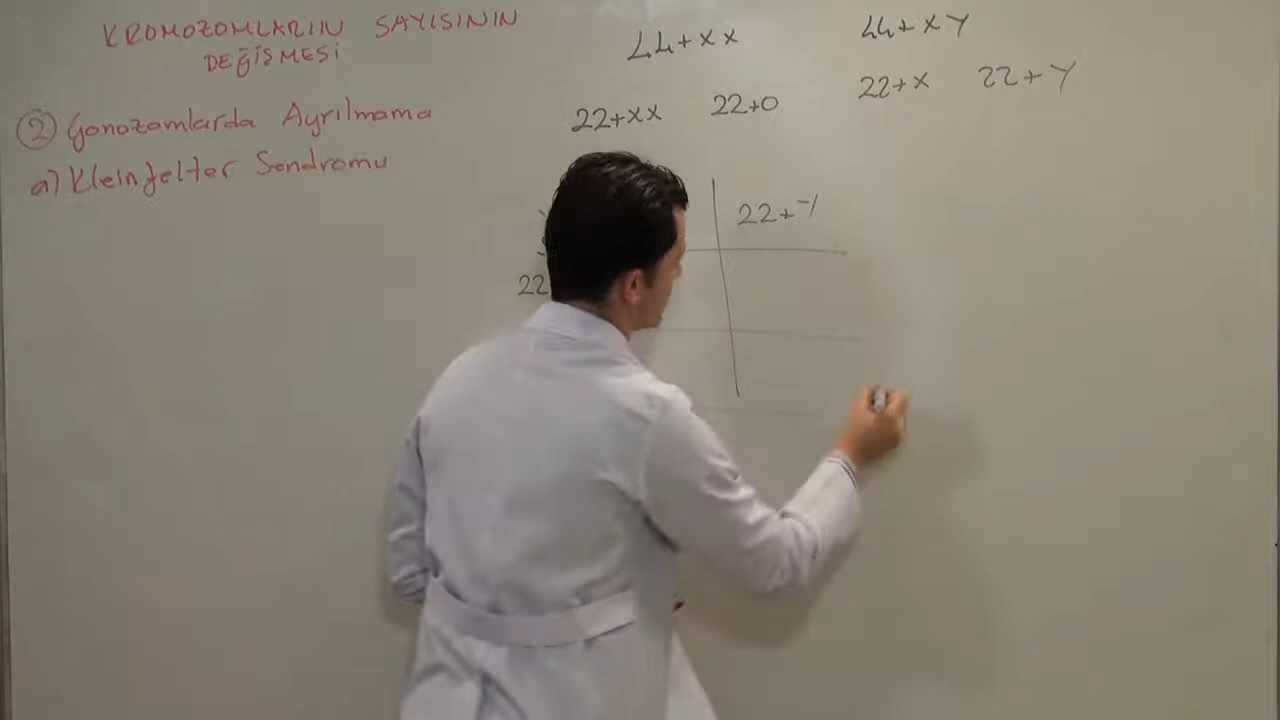 KROMOZOMLARIN SAYISININ
DEĞİŞMESİ
② Gonozomlarda Ayrılmama
a) Kleinfelter Sendromu
44+XX
44+XY
22+XX 22+0
22+X 22+Y
22+Y
22